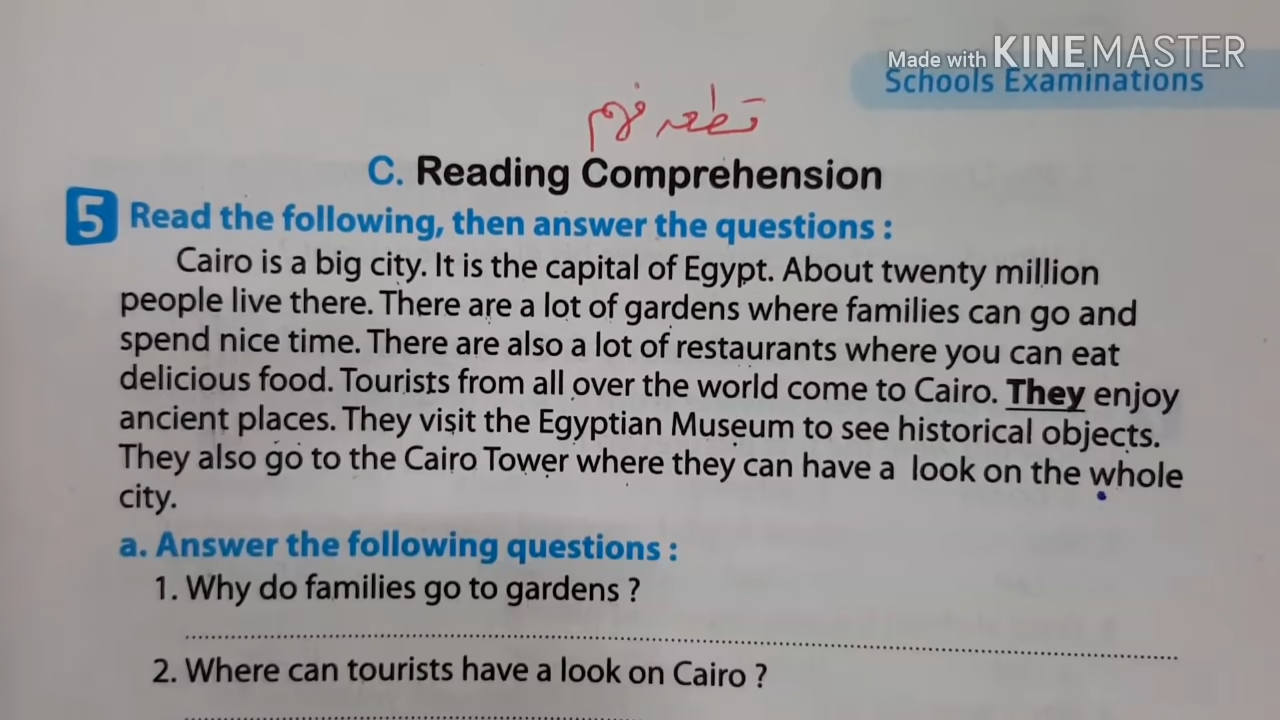 Made with KINEMASTER
Schools Examinations
قطعه فهم
C. Reading Comprehension
5 Read the following, then answer the questions :
Cairo is a big city. It is the capital of Egypt. About twenty million
people live there. There are a lot of gardens where families can go and
spend nice time. There are also a lot of restaurants where you can eat
delicious food. Tourists from all over the world come to Cairo. They enjoy
ancient places. They visit the Egyptian Museum to see historical objects.
They also go to the Cairo Tower where they can have a look on the whole
city.
a. Answer the following questions :
1. Why do families go to gardens ?
2. Where can tourists have a look on Cairo ?